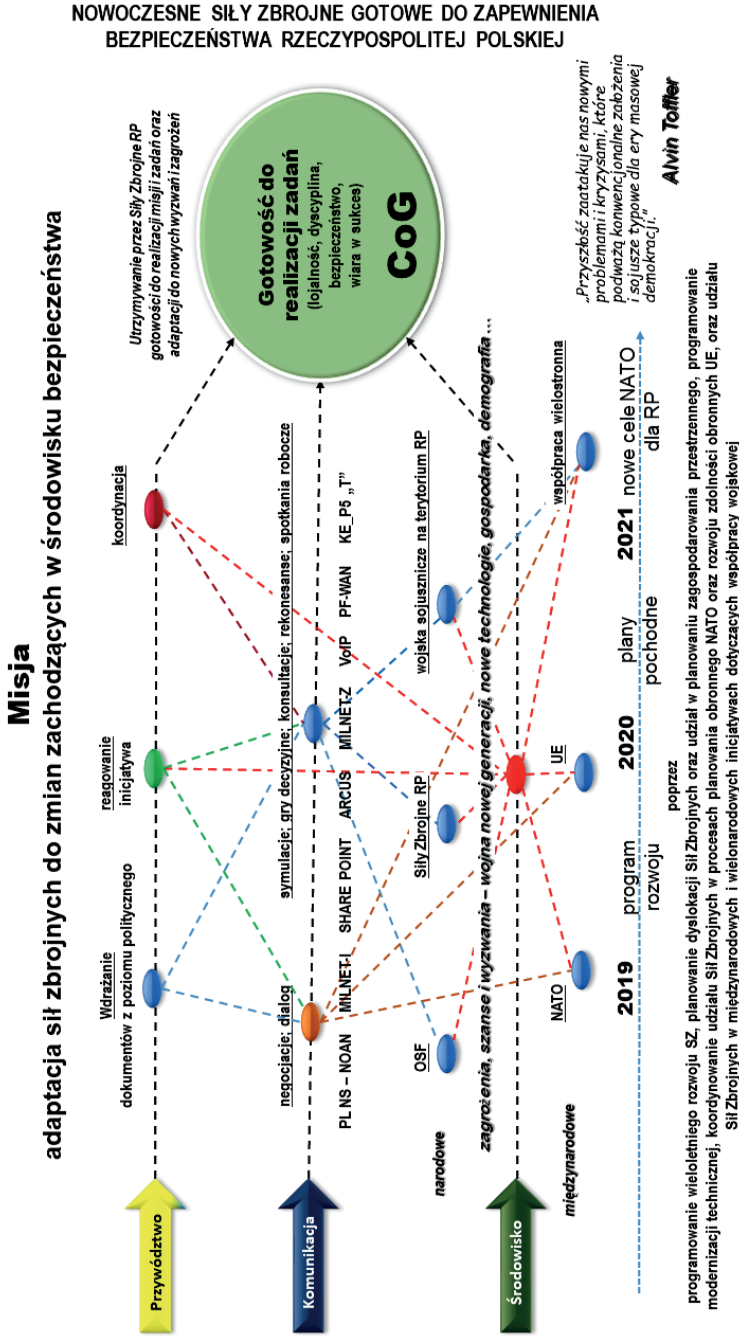 NOWOCZESNE SIŁY ZBROJNE GOTOWE DO ZAPEWNIENIA
BEZPIECZEŃSTWA RZECZYPOSPOLITEJ POLSKIEJ
Misja
adaptacja sił zbrojnych do zmian zachodzących w środowisku bezpieczeństwa
Utrzymywanie przez Siły Zbrojne RP
gotowości do realizacji misji i zadań oraz
adaptacji do nowych wyzwań i zagrożeń
Przywództwo
Wdrażanie
dokumentów z poziomu politycznego
reagowanie
inicjatywa
koordynacja
Komunikacja
negocjacje; dialog
symulacje; gry decyzyjne; konsultacje; rekonesanse; spotkania robocze
PL NS – NOAN MILNET-I SHARE POINT ARCUS MILNET-Z VoIP PF-WAN KE_P5 „T”
Gotowość do
realizacji zadań
(lojalność, dyscyplina,
bezpieczeństwo,
wiara w sukces)
CoG
narodowe
OSF
Siły Zbrojne RP
wojska sojusznicze na terytorium RP
zagrożenia, szanse i wyzwania – wojna nowej generacji, nowe technologie, gospodarka, demografia ...
Środowisko
międzynarodowe
NATO
UE
współpraca wielostronna
2019
program
rozwoju
2020
plany
pochodne
2021
nowe cele NATO
dla RP
„Przyszłość zaatakuje nas nowymi
problemami i kryzysami, które
podważą konwencjonalne założenia
i sojusze typowe dla ery masowej
demokracji.”
Alvin Toffler
poprzez
programowanie wieloletniego rozwoju SZ, planowanie dyslokacji Sił Zbrojnych oraz udział w planowaniu zagospodarowania przestrzennego, programowanie
modernizacji technicznej, koordynowanie udziału Sił Zbrojnych w procesach planowania obronnego NATO oraz rozwoju zdolności obronnych UE, oraz udziału
Sił Zbrojnych w międzynarodowych i wielonarodowych inicjatywach dotyczących współpracy wojskowej